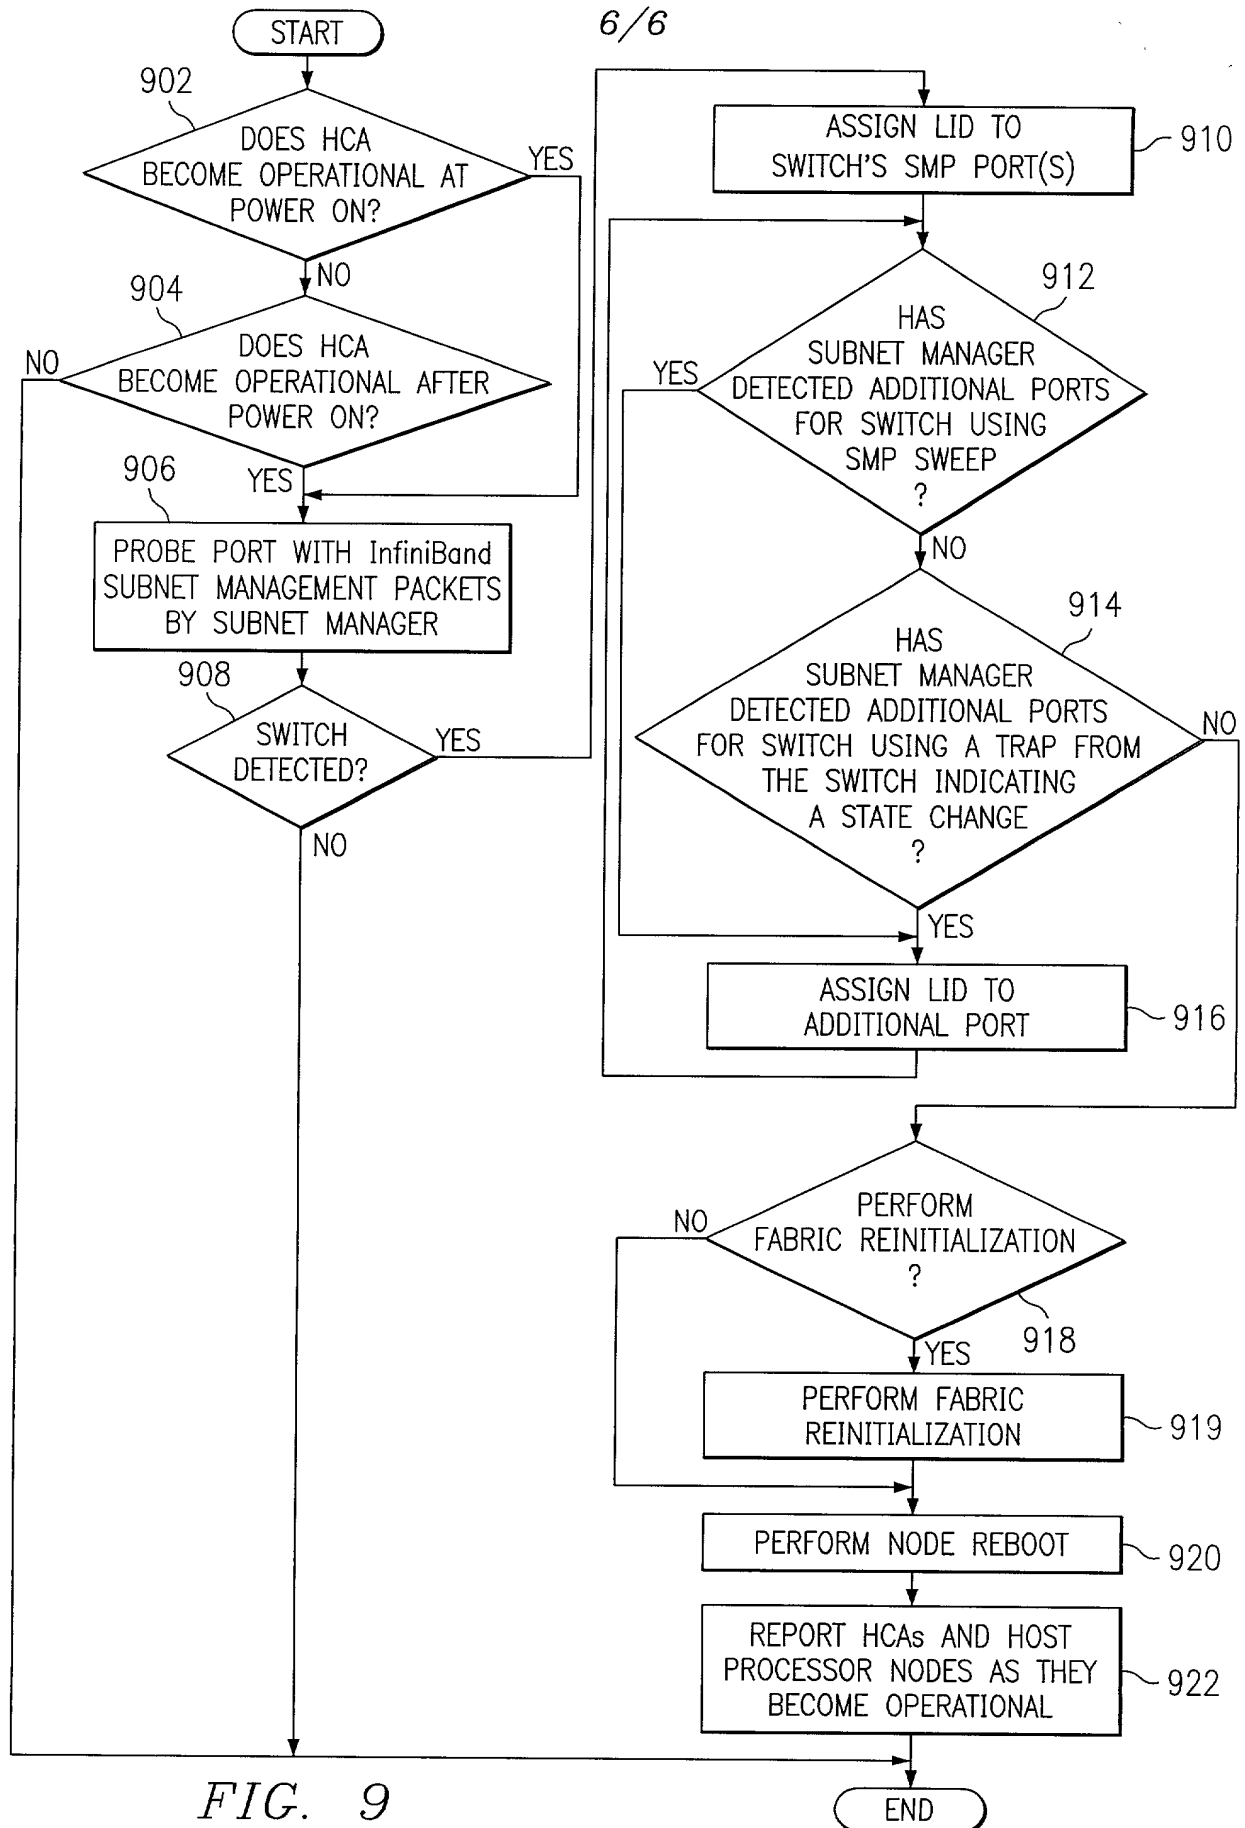 6/6
START
902
DOES HCA
BECOME OPERATIONAL AT
POWER ON?
YES
NO
904
DOES HCA
BECOME OPERATIONAL AFTER
POWER ON?
NO
YES
906
PROBE PORT WITH InfiniBand
SUBNET MANAGEMENT PACKETS
BY SUBNET MANAGER
908
SWITCH
DETECTED?
YES
NO
ASSIGN LID TO
SWITCH'S SMP PORT(S)
910
912
HAS
SUBNET MANAGER
DETECTED ADDITIONAL PORTS
FOR SWITCH USING
SMP SWEEP
?
YES
NO
914
HAS
SUBNET MANAGER
DETECTED ADDITIONAL PORTS
FOR SWITCH USING A TRAP FROM
THE SWITCH INDICATING
A STATE CHANGE
?
NO
YES
ASSIGN LID TO
ADDITIONAL PORT
916
PERFORM
FABRIC REINITIALIZATION
?
NO
918
YES
PERFORM FABRIC
REINITIALIZATION
919
PERFORM NODE REBOOT
920
REPORT HCAs AND HOST
PROCESSOR NODES AS THEY
BECOME OPERATIONAL
922
END
FIG. 9